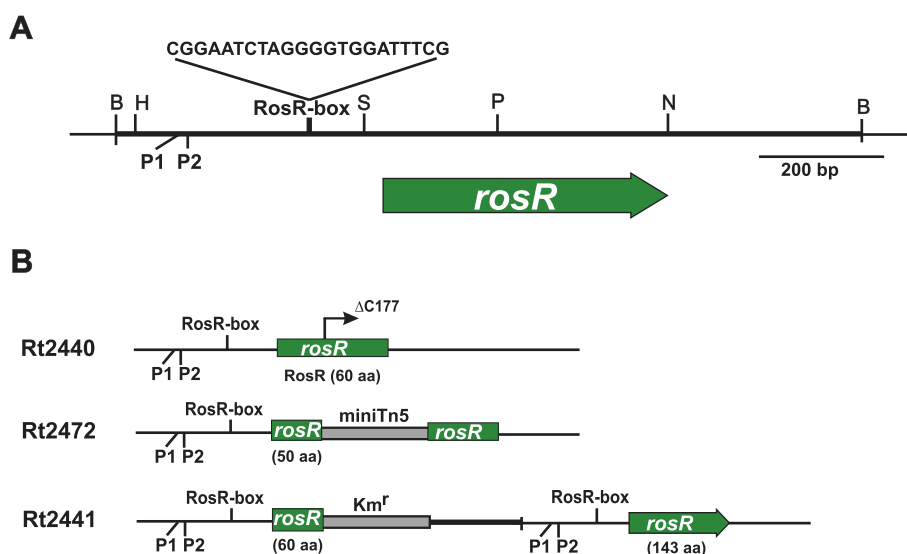 A
CGGAATCTAGGGGTGGATTTCG
B H RosR-box S P N B
P1 P2
200 bp
rosR
B
Rt2440
RosR-box
ΔC177
rosR
P1 P2
RosR (60 aa)
Rt2472
RosR-box
miniTn5
rosR
rosR
P1 P2
(50 aa)
Rt2441
RosR-box
Kmr
RosR-box
rosR
rosR
P1 P2
(60 aa)
P1 P2
(143 aa)